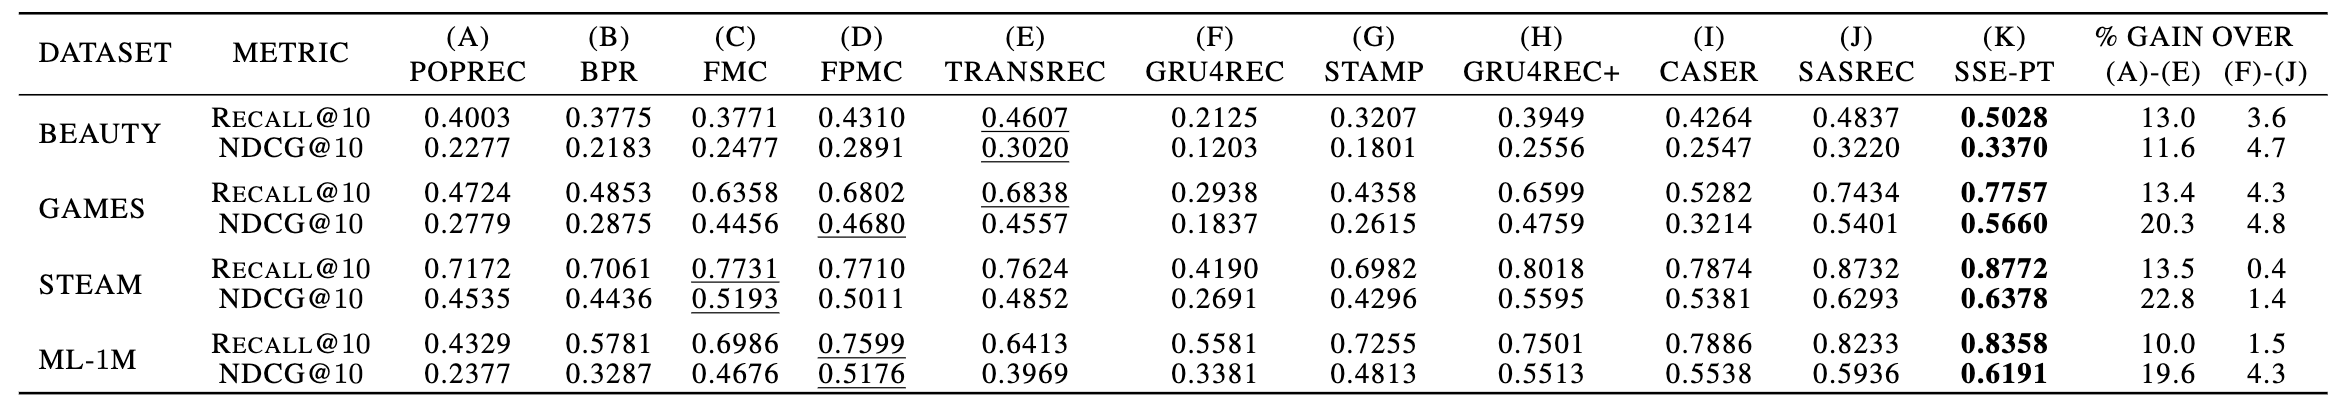 DATASET METRIC (A) POPREC (B) BPR (C) FMC (D) FPMC (E) TRANSREC (F) GRU4REC (G) STAMP (H) GRU4REC+ (I) CASER (J) SASREC (K) SSE-PT % GAIN OVER (A)-(E) (F)-(J)
BEAUTY RECALL@10 0.4003 0.3775 0.3771 0.4310 0.4607 0.2125 0.3207 0.3949 0.4264 0.4837 0.5028 13.0 3.6
NDCG@10 0.2277 0.2183 0.2477 0.2891 0.3020 0.1203 0.1801 0.2556 0.2547 0.3220 0.3370 11.6 4.7
GAMES RECALL@10 0.4724 0.4853 0.6358 0.6802 0.6838 0.2938 0.4358 0.6599 0.5282 0.7434 0.7757 13.4 4.3
NDCG@10 0.2779 0.2875 0.4456 0.4680 0.4557 0.1837 0.2615 0.4759 0.3214 0.5401 0.5660 20.3 4.8
STEAM RECALL@10 0.7172 0.7061 0.7731 0.7710 0.7624 0.4190 0.6982 0.8018 0.7874 0.8732 0.8772 13.5 0.4
NDCG@10 0.4535 0.4436 0.5193 0.5011 0.4852 0.2691 0.4296 0.5595 0.5381 0.6293 0.6378 22.8 1.4
ML-1M RECALL@10 0.4329 0.5781 0.6986 0.7599 0.6413 0.5581 0.7255 0.7501 0.7886 0.8233 0.8358 10.0 1.5
NDCG@10 0.2377 0.3287 0.4676 0.5176 0.3969 0.3381 0.4813 0.5513 0.5538 0.5936 0.6191 19.6 4.3